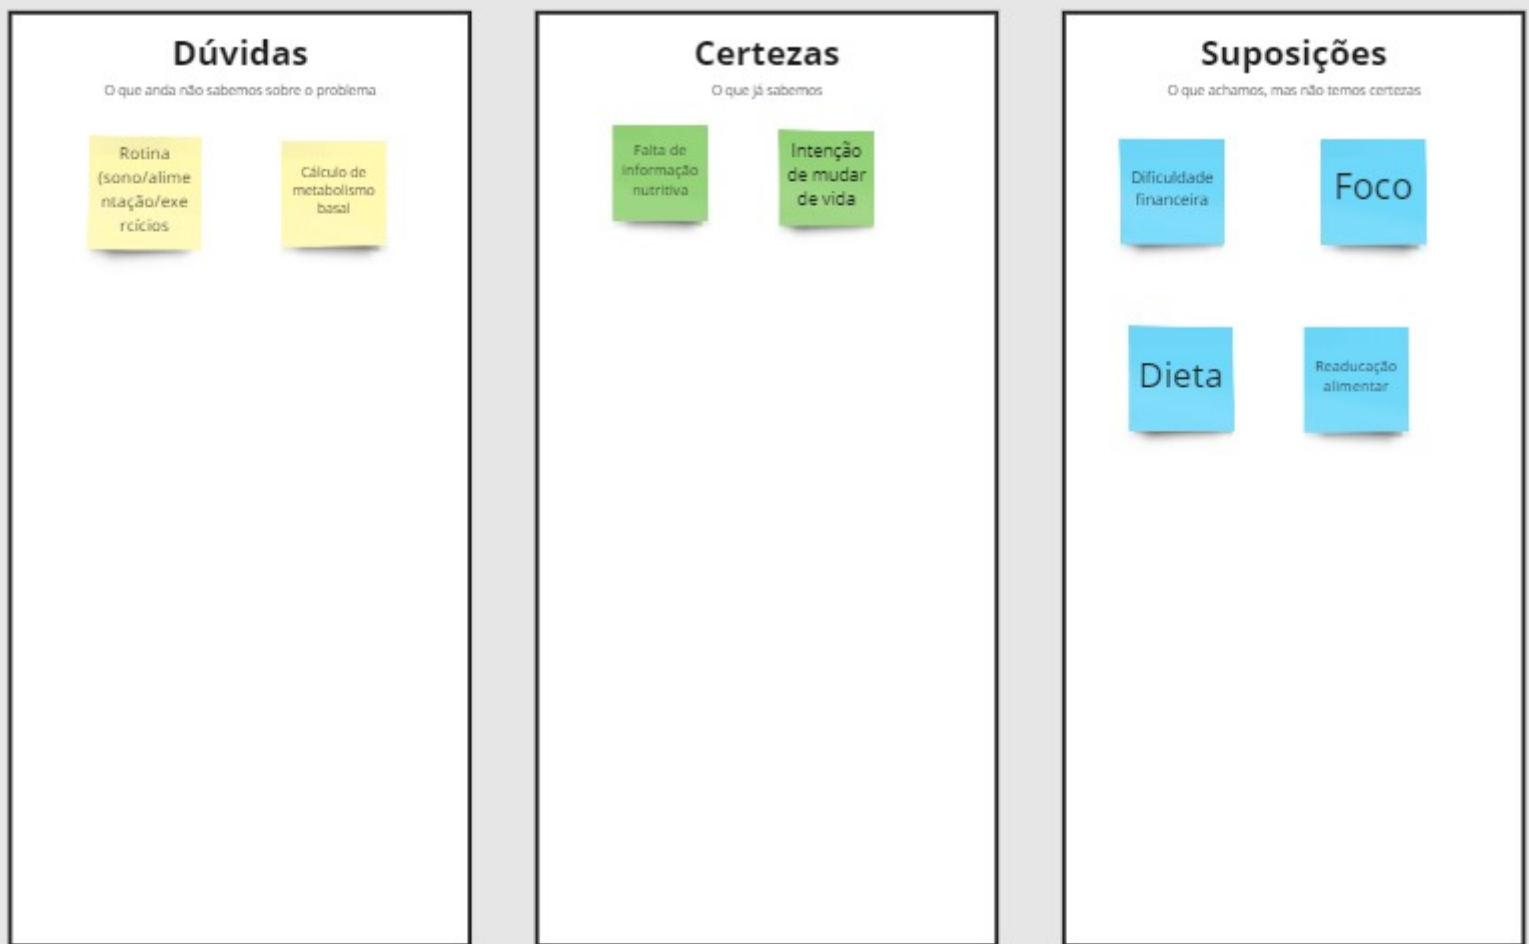 Dúvidas
O que anda não sabemos sobre o problema
Rotina
(sono/alime
ntação/exe
rcícios
Cálculo de
metabolismo
basal
Certezas
O que já sabemos
Falta de
informação
nutritiva
Intenção
de mudar
de vida
Suposições
O que achamos, mas não temos certezas
Dificuldade
financeira
Foco
Dieta
Readucação
alimentar